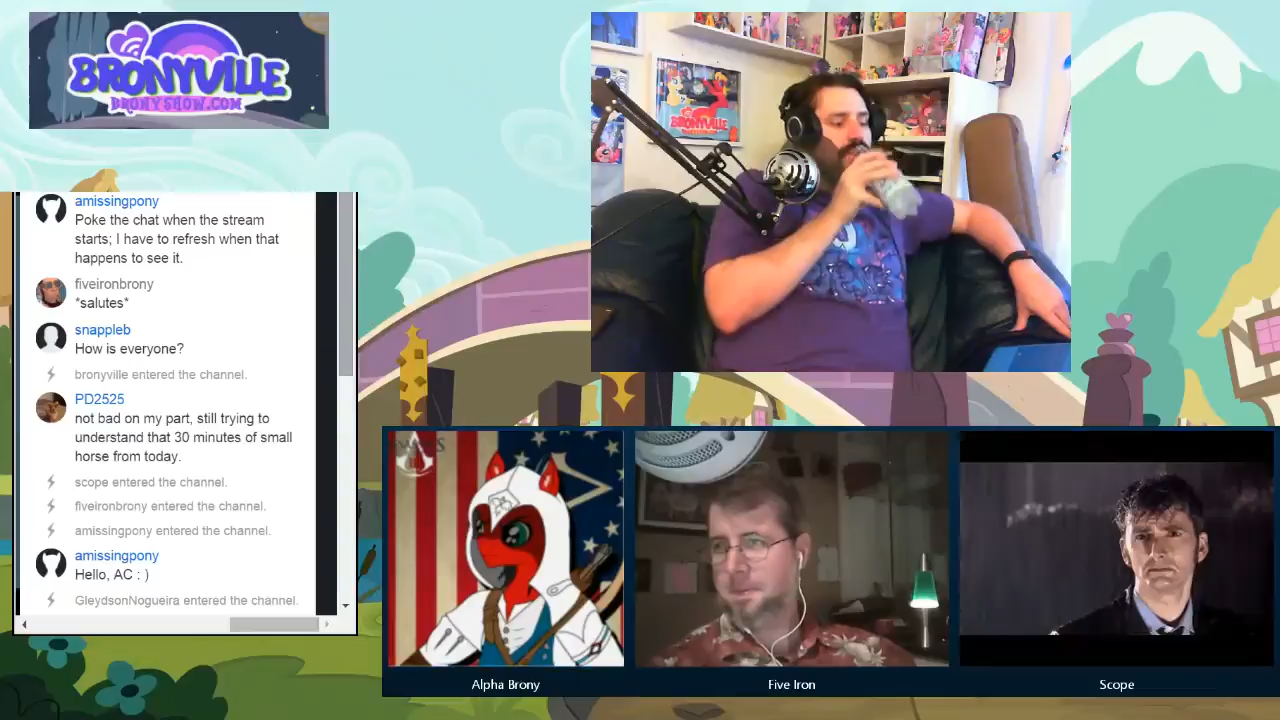 BRONYVILLE
BRONYSHOW.COM
amissingpony
Poke the chat when the stream
starts; I have to refresh when that
happens to see it.
fiveironbrony
*salutes*
snappleb
How is everyone?
bronyville entered the channel.
PD2525
not bad on my part, still trying to
understand that 30 minutes of small
horse from today.
scope entered the channel.
fiveironbrony entered the channel.
amissingpony entered the channel.
amissingpony
Hello, AC : )
GleydsonNogueira entered the channel.
BRONYVILLE
Alpha Brony
Five Iron
Scope